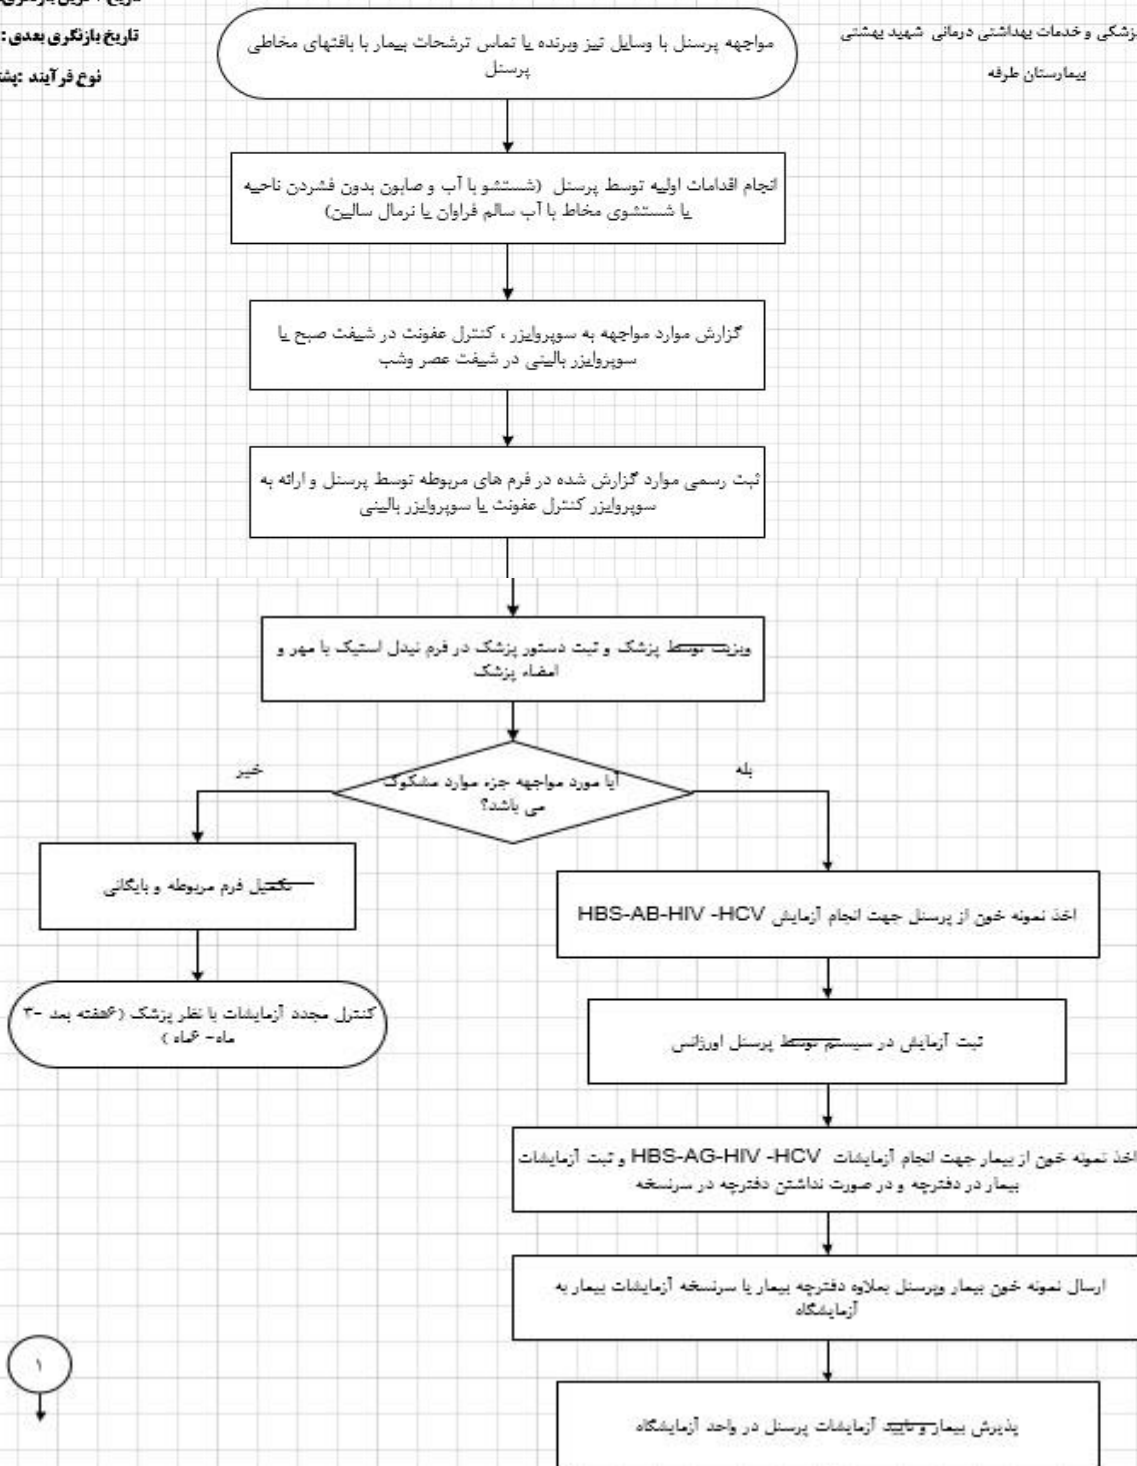 تاریخ بازنگری بعدی :
نوع فرآیند :
پزشکی و خدمات بهداشتی درمانی شهید بهشتی
بیمارستان طرفه
مواجهه پرسنل با وسایل تیز وبرنده یا تماس ترشحات بیمار با بافتهای مخاطی
پرسنل
انجام اقدامات اولیه توسط پرسنل (شستشو با آب و صابون بدون فشردن ناحیه
یا شستشوی مخاط با آب سالم فراوان یا نرمال سالین)
گزارش موارد مواجهه به سوپروایزر ، کنترل عفونت در شیفت صبح یا
سوپروایزر بالینی در شیفت عصر وشب
ثبت رسمی موارد گزارش شده در فرم های مربوطه توسط پرسنل و ارائه به
سوپروایزر کنترل عفونت یا سوپروایزر بالینی
ویزیت توسط پزشک و ثبت دستور پزشک در فرم نیدل استیک با مهر و
امضاء پزشک
آیا مورد مواجهه جزء موارد مشکوک
می باشد؟
بله
خیر
اخذ نمونه خون از پرسنل جهت انجام آزمایش HBS-AB-HIV -HCV
ثبت آزمایش در سیستم توسط پرسنل اورژانس
اخذ نمونه خون از بیمار جهت انجام آزمایشات HBS-AG-HIV -HCV و ثبت آزمایشات
بیمار در دفترچه و در صورت نداشتن دفترچه در سرنسخه
ارسال نمونه خون بیمار وپرسنل بعلاوه دفترچه بیمار یا سرنسخه آزمایشات بیمار به
آزمایشگاه
پذیرش بیمار و تایید آزمایشات پرسنل در واحد آزمایشگاه
تکمیل فرم مربوطه و بایگانی
کنترل مجدد آزمایشات با نظر پزشک (۶هفته بعد -۳
ماه- ۶ماه )
۱